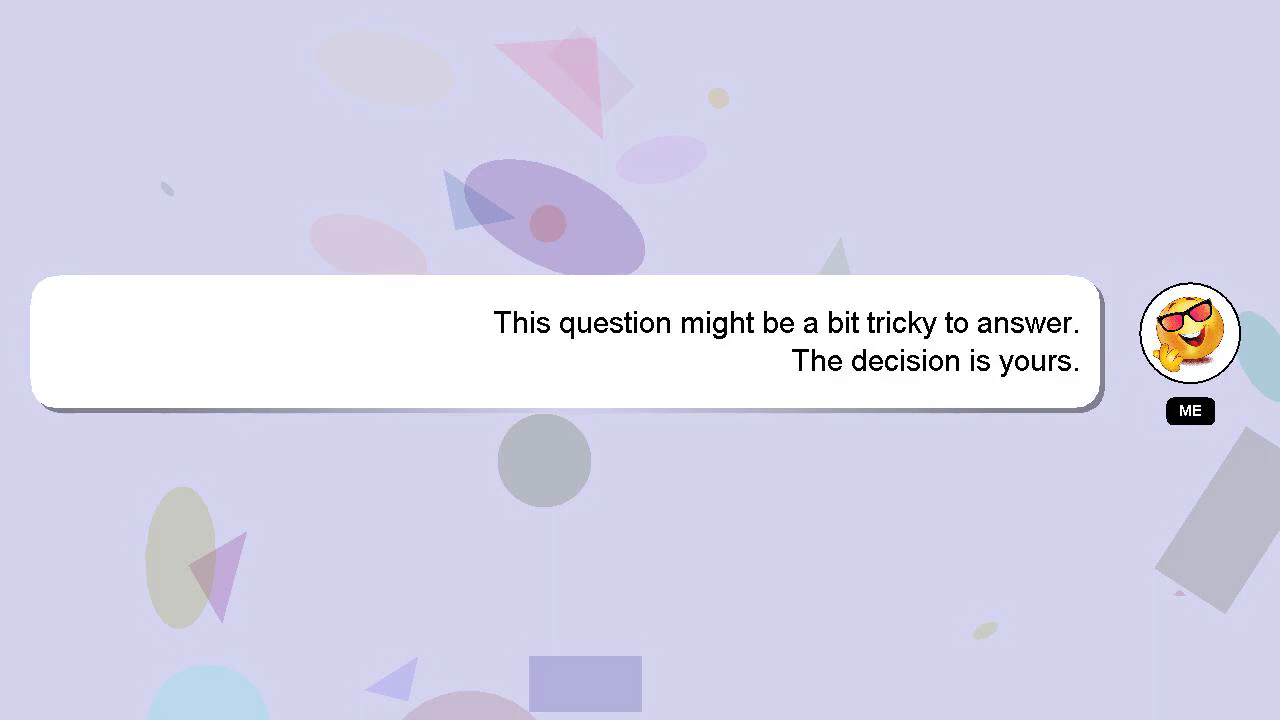 This question might be a bit tricky to answer.
The decision is yours.
ME